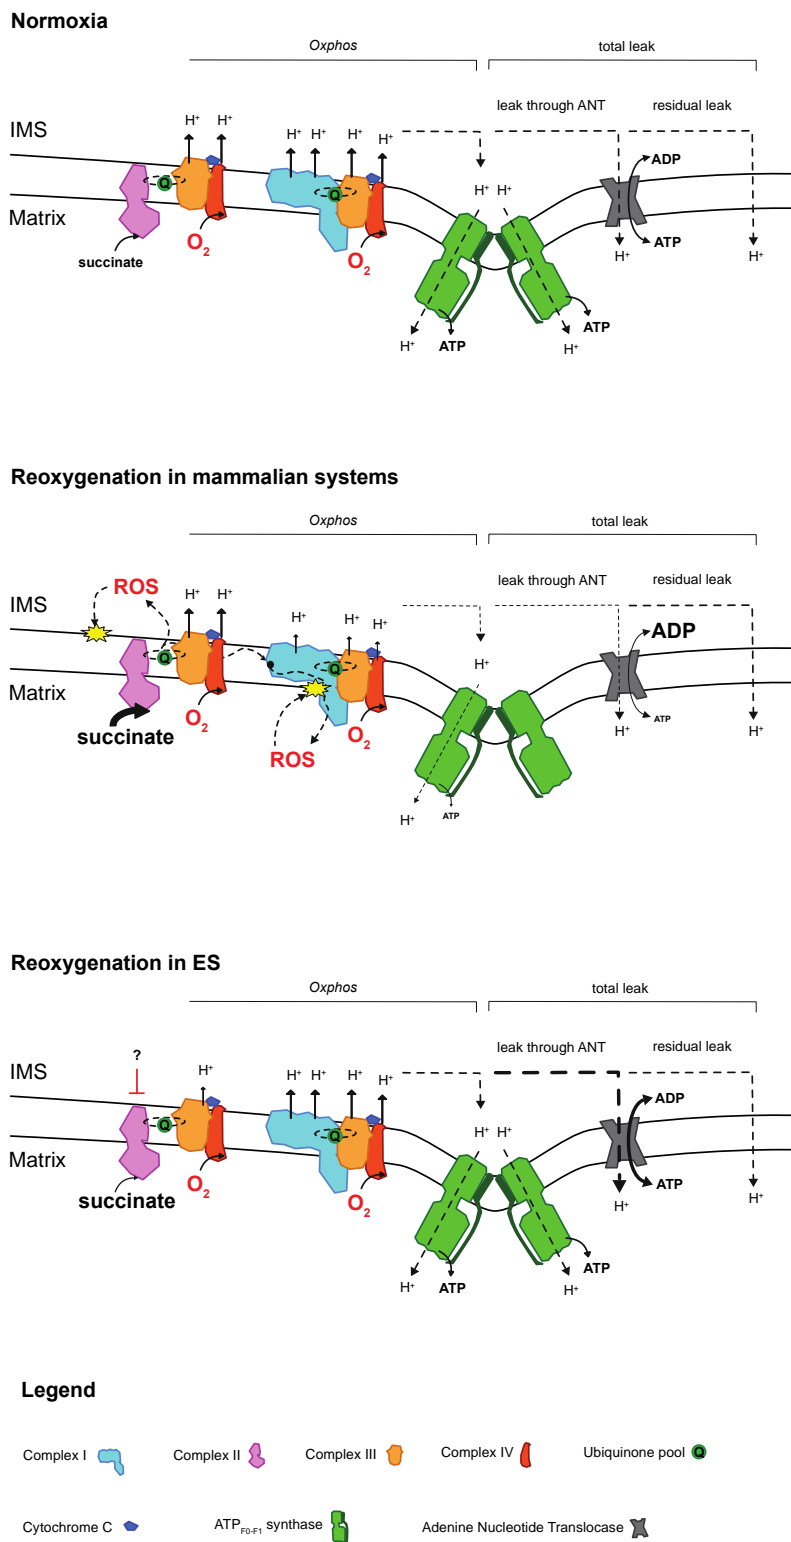 Normoxia
Oxphos total leak
leak through ANT residual leak
IMS
H⁺ H⁺ H⁺ H⁺ H⁺ H⁺
ADP
Q Q
H⁺ H⁺
Matrix
succinate O₂ O₂ H⁺ ATP H⁺
ATP
H⁺ ATP H⁺
Reoxygenation in mammalian systems
Oxphos total leak
ROS leak through ANT residual leak
IMS
H⁺ H⁺ H⁺ H⁺ H⁺
ADP
Q Q
H⁺
Matrix
succinate O₂ O₂ H⁺ ATP H⁺
ROS
H⁺ ATP
Reoxygenation in ES
Oxphos total leak
? leak through ANT residual leak
IMS
H⁺ H⁺ H⁺ H⁺ H⁺
ADP
Q Q
H⁺ H⁺
Matrix
succinate O₂ O₂ H⁺ ATP H⁺
ATP
H⁺ ATP H⁺
Legend
Complex I Complex II Complex III Complex IV Ubiquinone pool Q
Cytochrome C ATP F0-F1 synthase Adenine Nucleotide Translocase